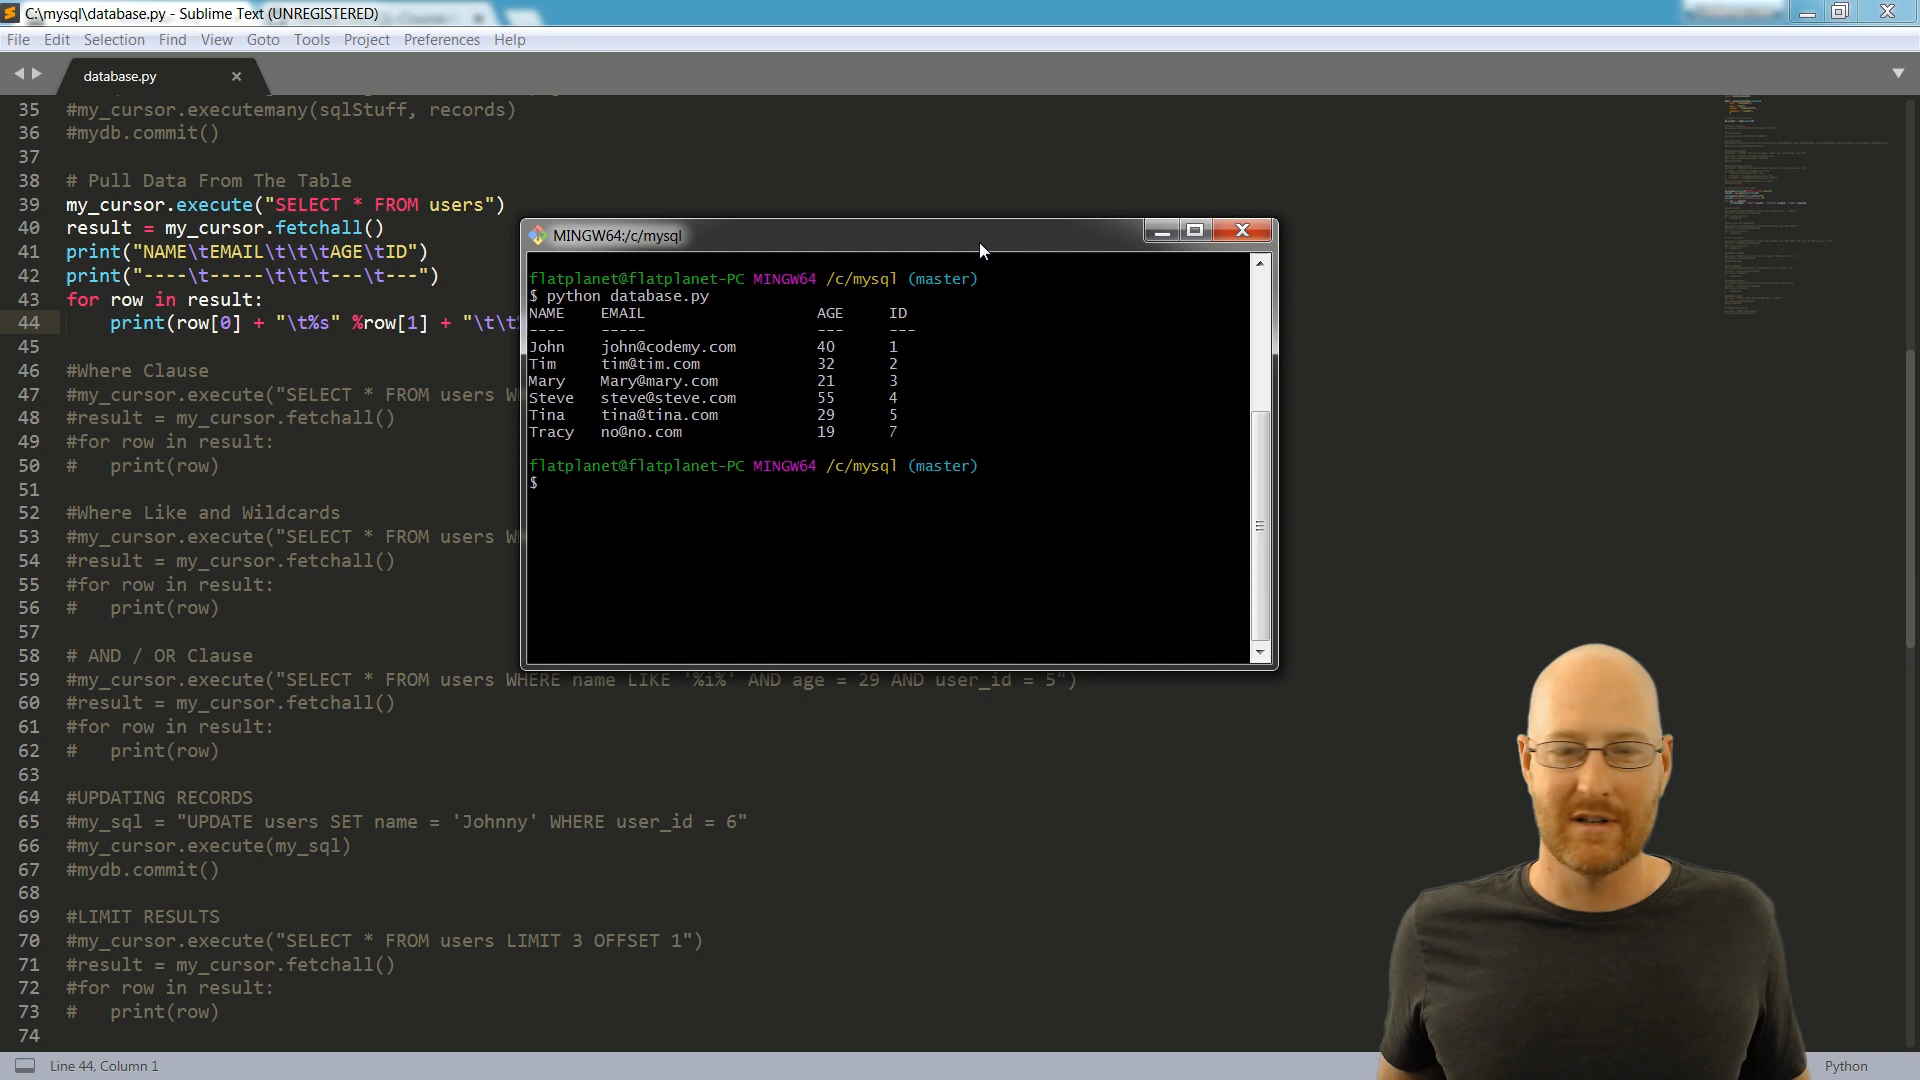 C:\mysql\database.py - Sublime Text (UNREGISTERED)
File Edit Selection Find View Goto Tools Project Preferences Help
database.py
35 #my_cursor.executemany(sqlStuff, records)
36 #mydb.commit()
37
38 # Pull Data From The Table
39 my_cursor.execute("SELECT * FROM users")
40 result = my_cursor.fetchall()
41 print("NAME\tEMAIL\t\t\tAGE\tID")
42 print("----\t-----\t\t\t---\t---")
43 for row in result:
44 print(row[0] + "\t%s" %row[1] + "\t\t
45
46 #Where Clause
47 #my_cursor.execute("SELECT * FROM users
48 #result = my_cursor.fetchall()
49 #for row in result:
50 # print(row)
51
52 #Where Like and Wildcards
53 #my_cursor.execute("SELECT * FROM users
54 #result = my_cursor.fetchall()
55 #for row in result:
56 # print(row)
57
58 # AND / OR Clause
59 #my_cursor.execute("SELECT * FROM users WHERE name LIKE '%i%' AND age = 29 AND user_id = 5")
60 #result = my_cursor.fetchall()
61 #for row in result:
62 # print(row)
63
64 #UPDATING RECORDS
65 #my_sql = "UPDATE users SET name = 'Johnny' WHERE user_id = 6"
66 #my_cursor.execute(my_sql)
67 #mydb.commit()
68
69 #LIMIT RESULTS
70 #my_cursor.execute("SELECT * FROM users LIMIT 3 OFFSET 1")
71 #result = my_cursor.fetchall()
72 #for row in result:
73 # print(row)
74
MINGW64:/c/mysql
flatplanet@flatplanet-PC MINGW64 /c/mysql (master)
$ python database.py
NAME EMAIL AGE ID
---- ----- --- ---
John john@codemy.com 40 1
Tim tim@tim.com 32 2
Mary Mary@mary.com 21 3
Steve steve@steve.com 55 4
Tina tina@tina.com 29 5
Tracy no@no.com 19 7
flatplanet@flatplanet-PC MINGW64 /c/mysql (master)
$
Line 44, Column 1
Python